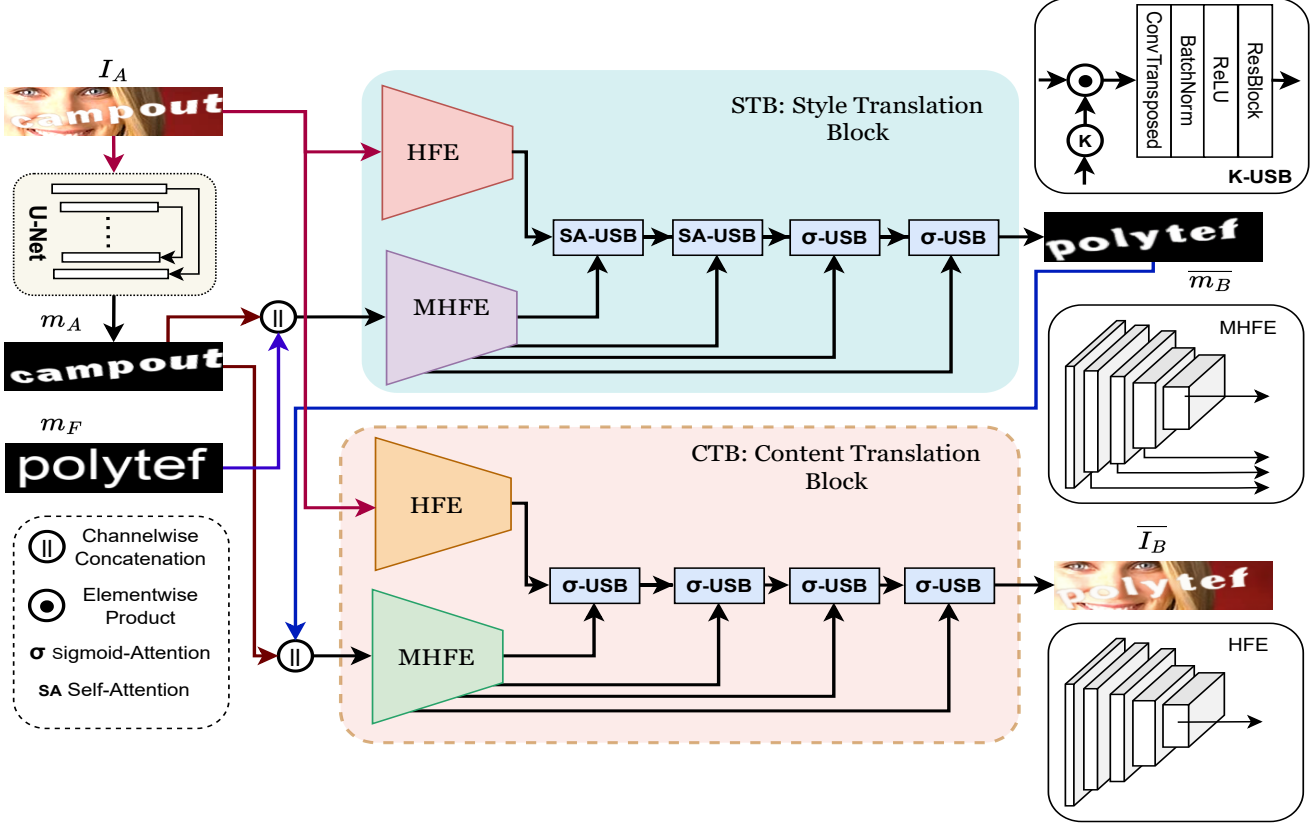 I_A
campout
U-Net
m_A
campout
m_F
polytef
||
Channelwise
Concatenation
Elementwise
Product
σ Sigmoid-Attention
SA Self-Attention
||
||
STB: Style Translation
Block
HFE
MHFE
SA-USB
SA-USB
σ-USB
σ-USB
CTB: Content Translation
Block
HFE
MHFE
σ-USB
σ-USB
σ-USB
σ-USB
K
ConvTransposed
BatchNorm
ReLU
ResBlock
K-USB
polytef
\overline{m_B}
MHFE
\overline{I_B}
polytef
HFE